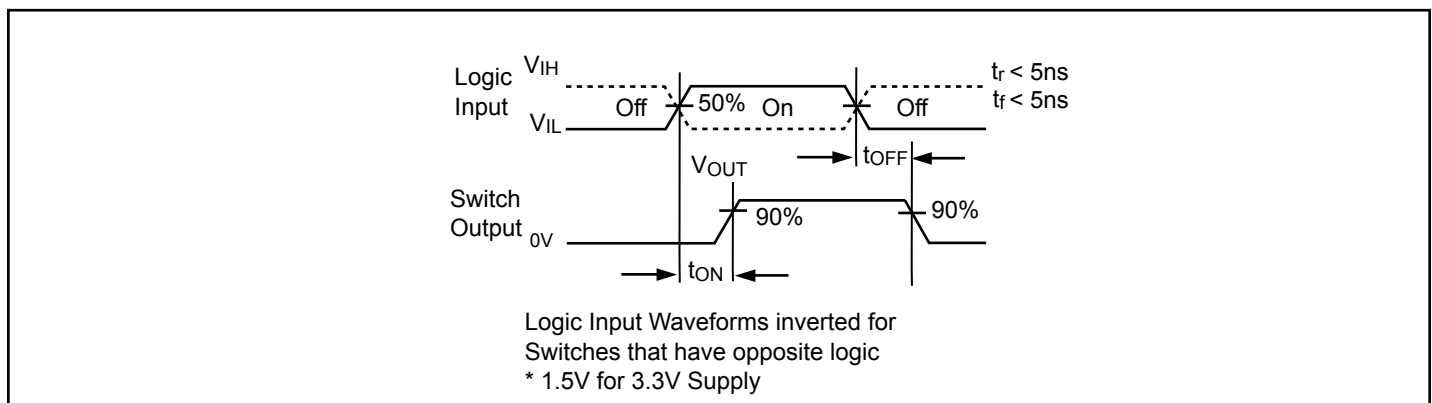 Logic
Input
VIH
VIL
Off
50%
On
Off
tr < 5ns
tf < 5ns
tOFF
VOUT
Switch
Output
0V
90%
90%
tON
Logic Input Waveforms inverted for
Switches that have opposite logic
* 1.5V for 3.3V Supply